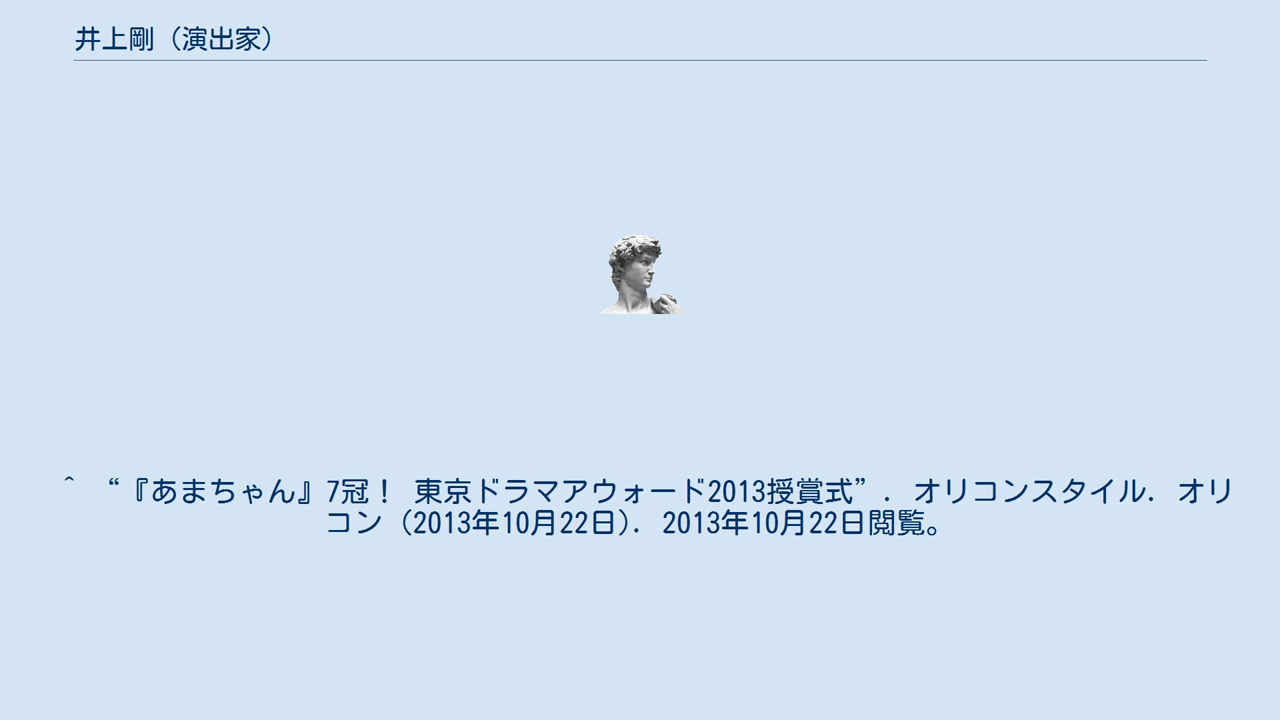 井上剛（演出家）
^ “『あまちゃん』7冠！ 東京ドラマアウォード2013授賞式”. オリコンスタイル. オリ
コン (2013年10月22日). 2013年10月22日閲覧。